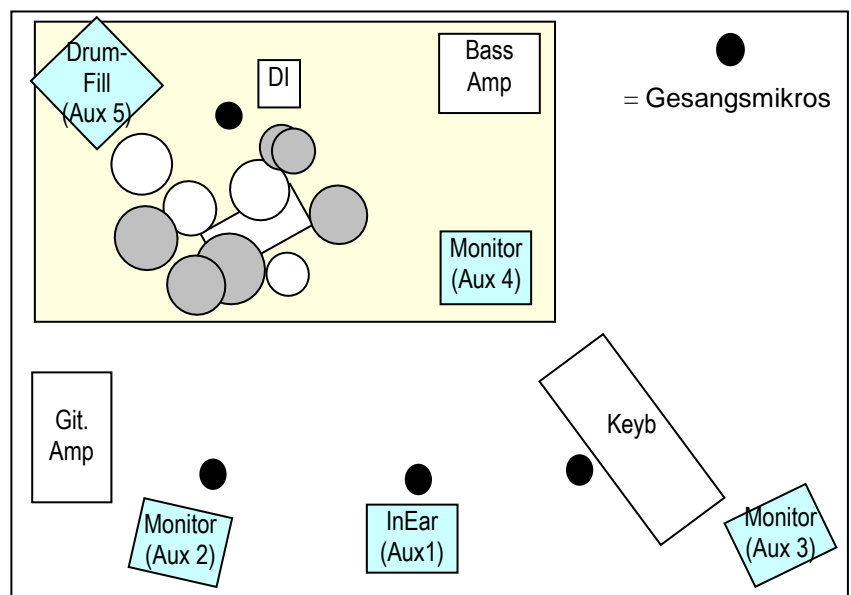 Drum-
Fill
(Aux 5)
DI
Bass
Amp
= Gesangsmikros
Monitor
(Aux 4)
Git.
Amp
Keyb
Monitor
(Aux 2)
InEar
(Aux1)
Monitor
(Aux 3)